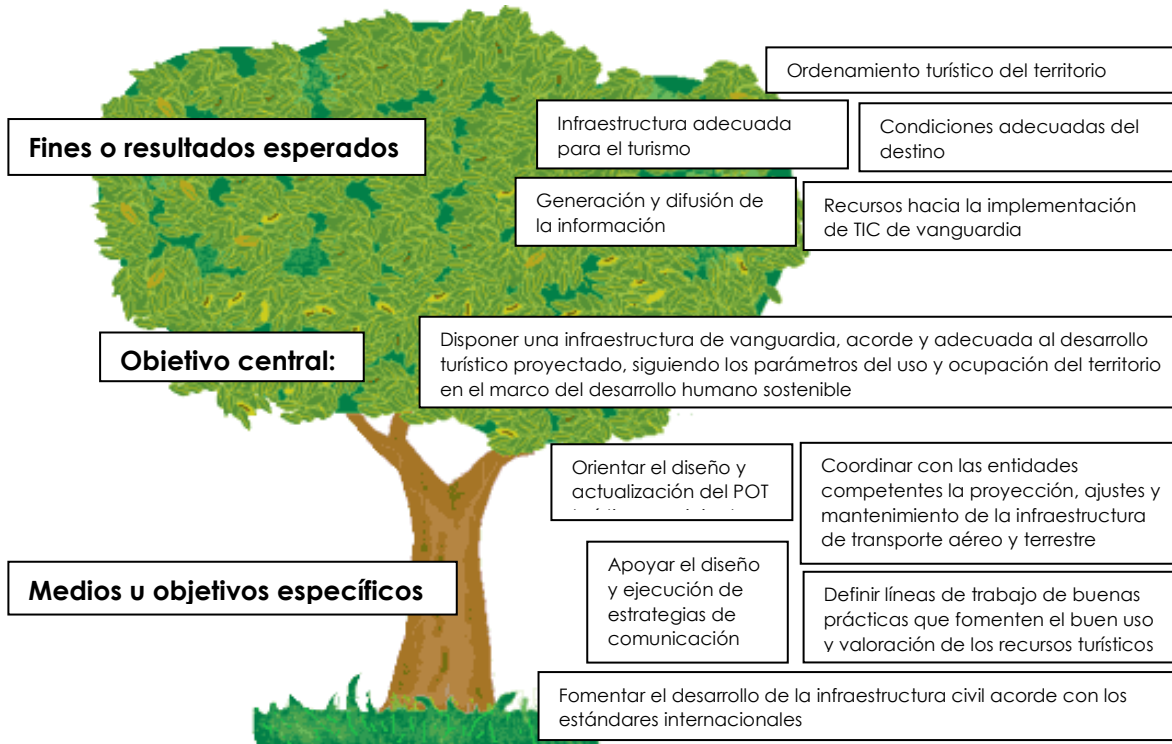 Ordenamiento turístico del territorio
Fines o resultados esperados
Infraestructura adecuada
para el turismo
Condiciones adecuadas del
destino
Generación y difusión de
la información
Recursos hacia la implementación
de TIC de vanguardia
Objetivo central:
Disponer una infraestructura de vanguardia, acorde y adecuada al desarrollo
turístico proyectado, siguiendo los parámetros del uso y ocupación del territorio
en el marco del desarrollo humano sostenible
Orientar el diseño y
actualización del POT
Coordinar con las entidades
competentes la proyección, ajustes y
mantenimiento de la infraestructura
de transporte aéreo y terrestre
Medios u objetivos específicos
Apoyar el diseño
y ejecución de
estrategias de
comunicación
Definir líneas de trabajo de buenas
prácticas que fomenten el buen uso
y valoración de los recursos turísticos
Fomentar el desarrollo de la infraestructura civil acorde con los
estándares internacionales